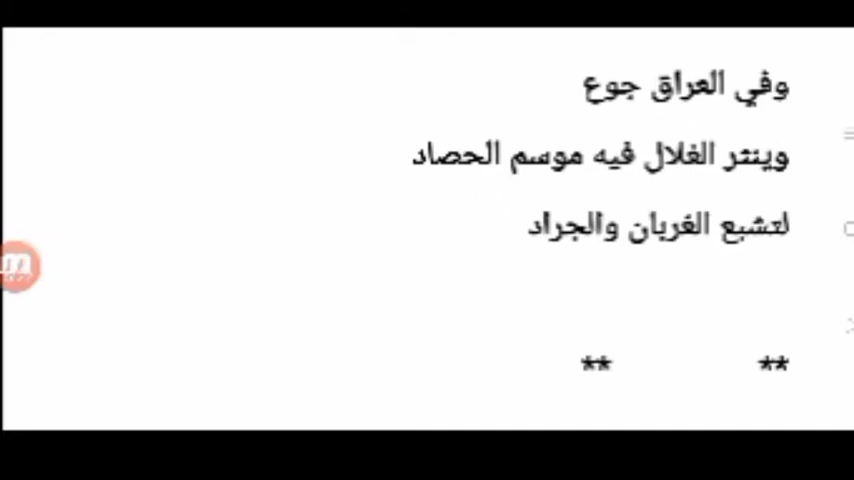 وفي العراق جوع
وينثر الغلال فيه موسم الحصاد
لتشبع الغربان والجراد
** **